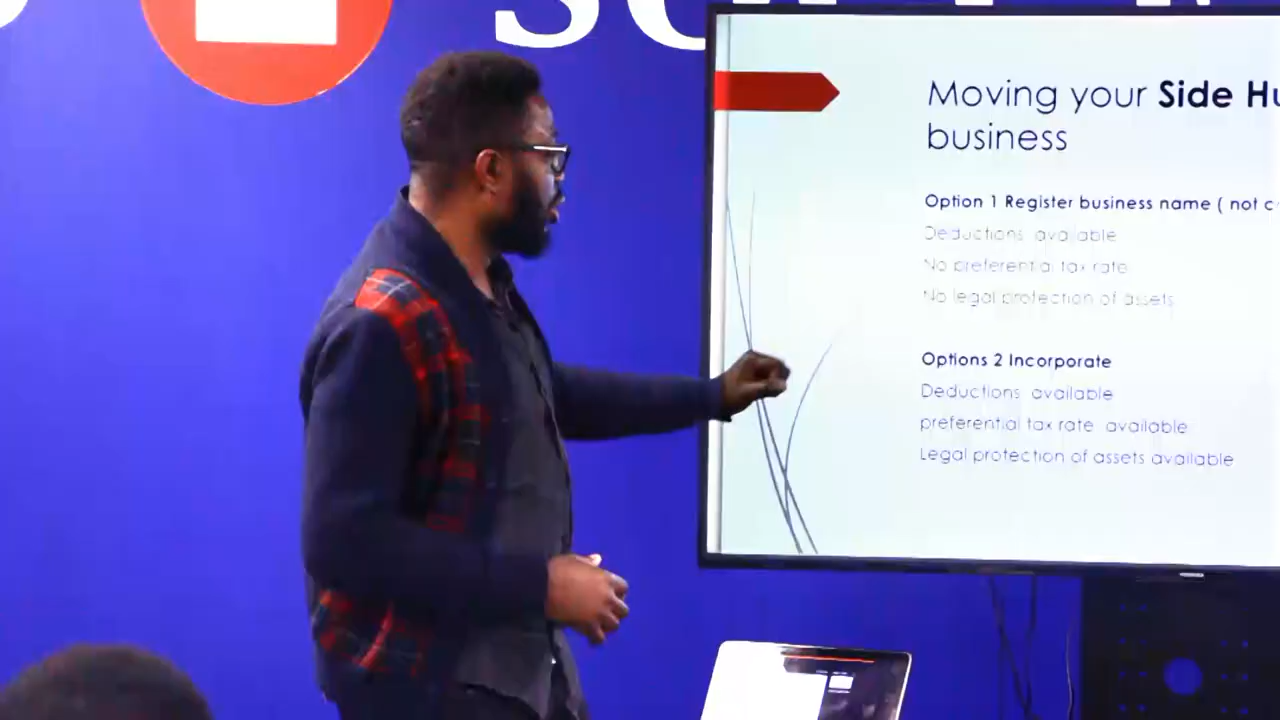 Moving your Side Hu
business
Option 1 Register business name ( not c
Deductions available
No preferential tax rate
No legal protection of assets
Options 2 Incorporate
Deductions available
preferential tax rate available
Legal protection of assets available